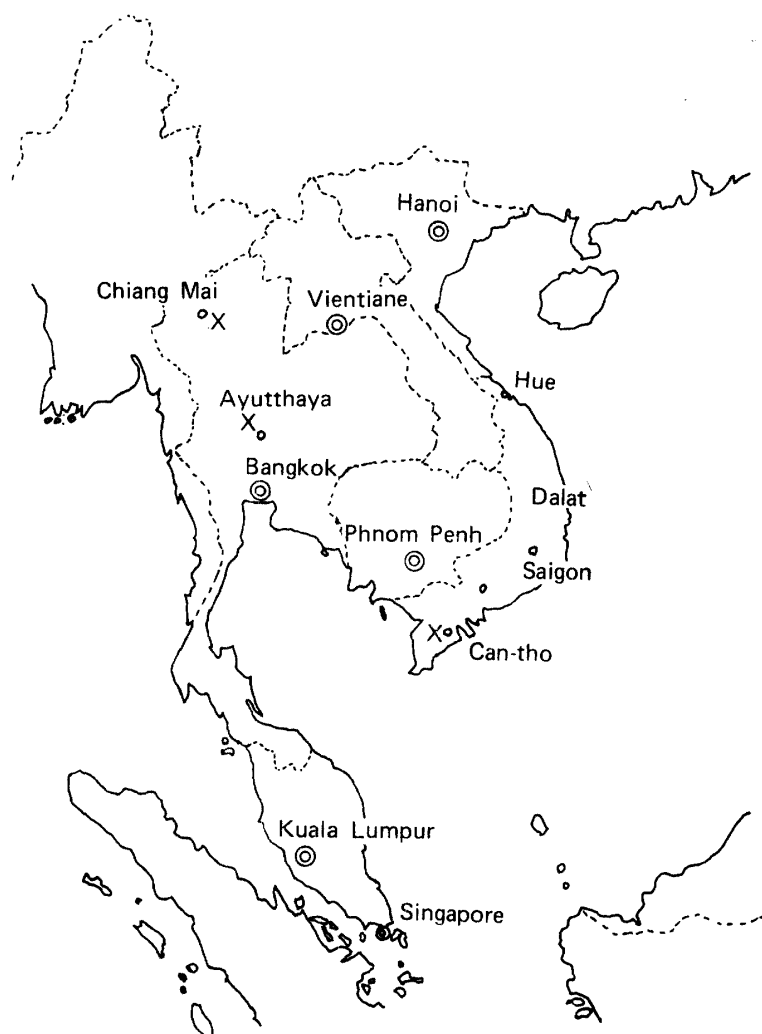 Hanoi
Chiang Mai
Vientiane
X
Hue
Ayutthaya
X
Bangkok
Dalat
Phnom Penh
Saigon
X
Can-tho
Kuala Lumpur
Singapore